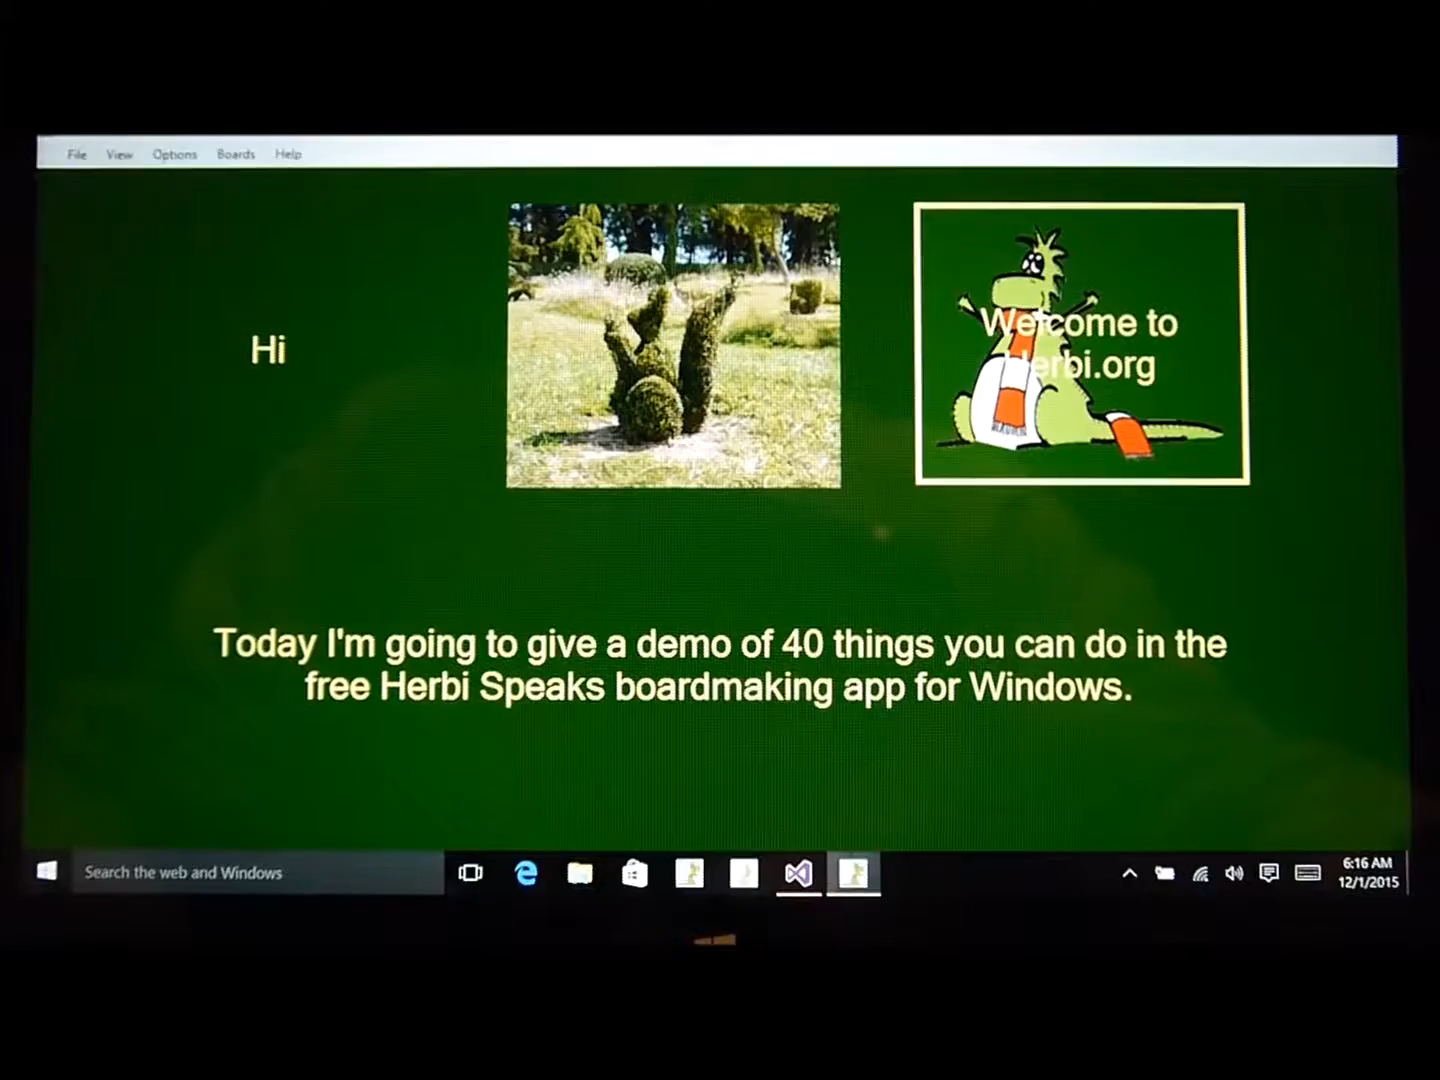 File View Options Boards Help
Hi
Welcome to
Herbi.org
Today I'm going to give a demo of 40 things you can do in the
free Herbi Speaks boardmaking app for Windows.
Search the web and Windows
6:16 AM
12/1/2015